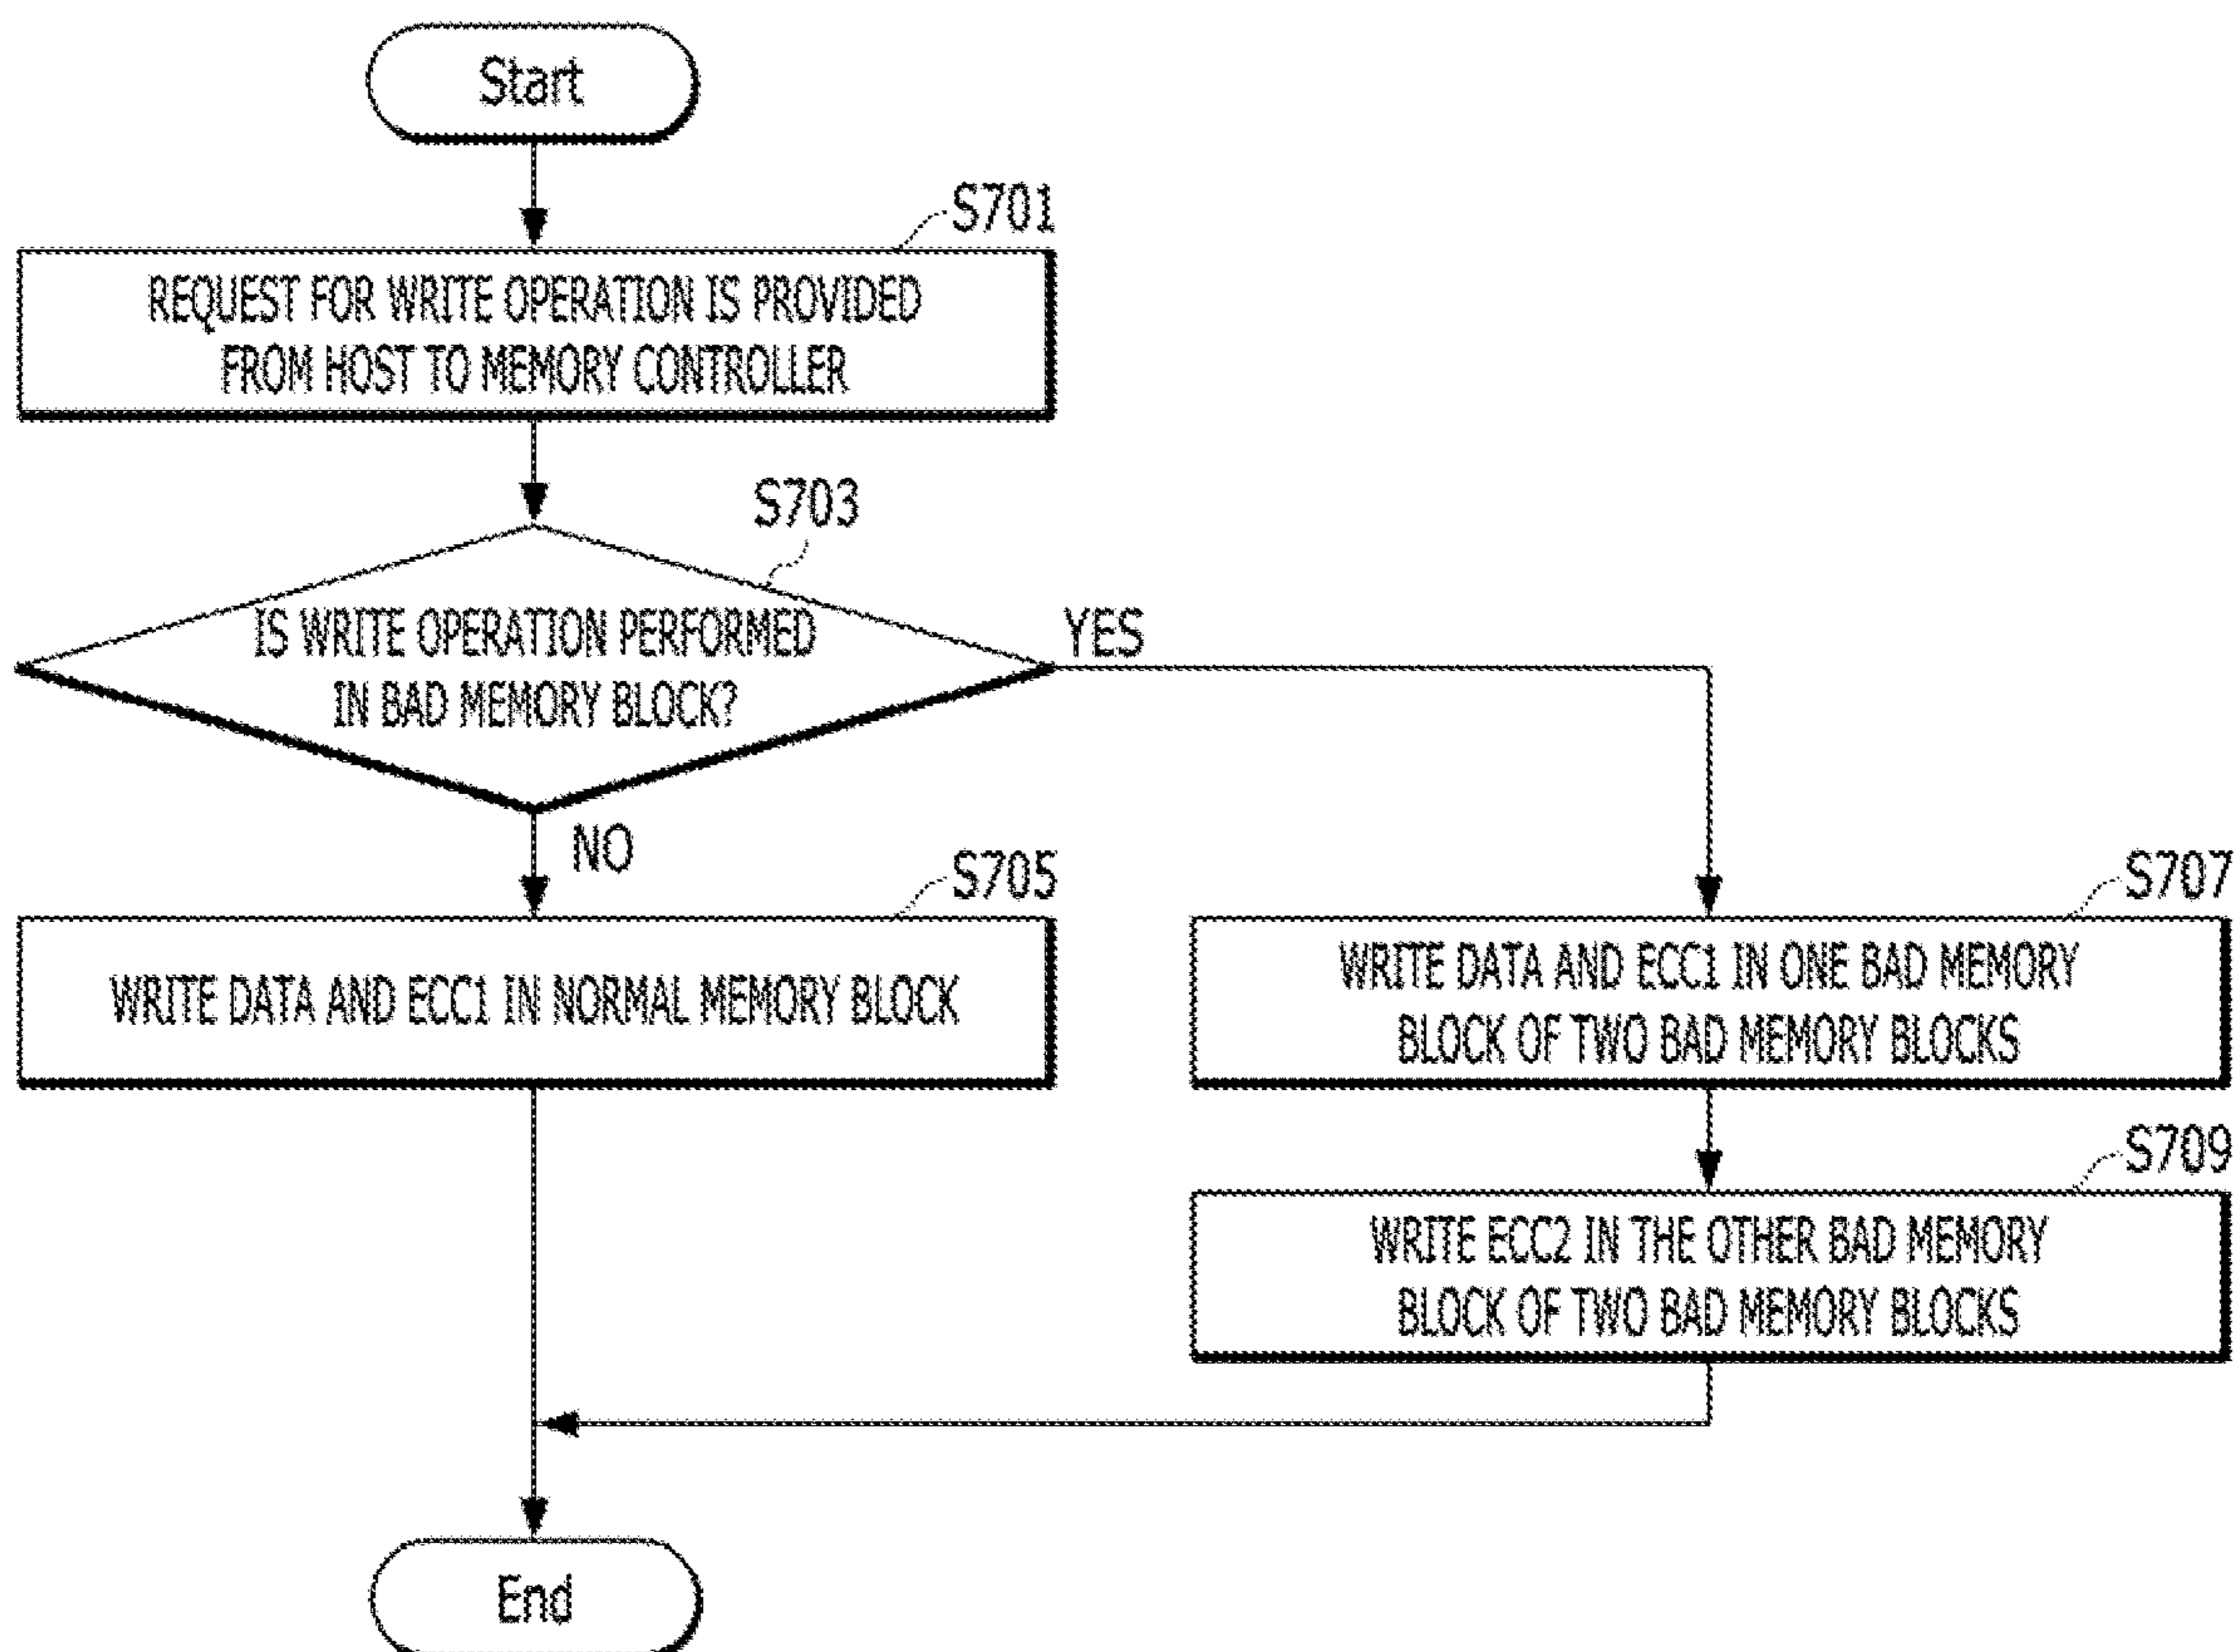 Start
S701
REQUEST FOR WRITE OPERATION IS PROVIDED
FROM HOST TO MEMORY CONTROLLER
S703
IS WRITE OPERATION PERFORMED
IN BAD MEMORY BLOCK?
YES
NO
S705
WRITE DATA AND ECC1 IN NORMAL MEMORY BLOCK
S707
WRITE DATA AND ECC1 IN ONE BAD MEMORY
BLOCK OF TWO BAD MEMORY BLOCKS
S709
WRITE ECC2 IN THE OTHER BAD MEMORY
BLOCK OF TWO BAD MEMORY BLOCKS
End